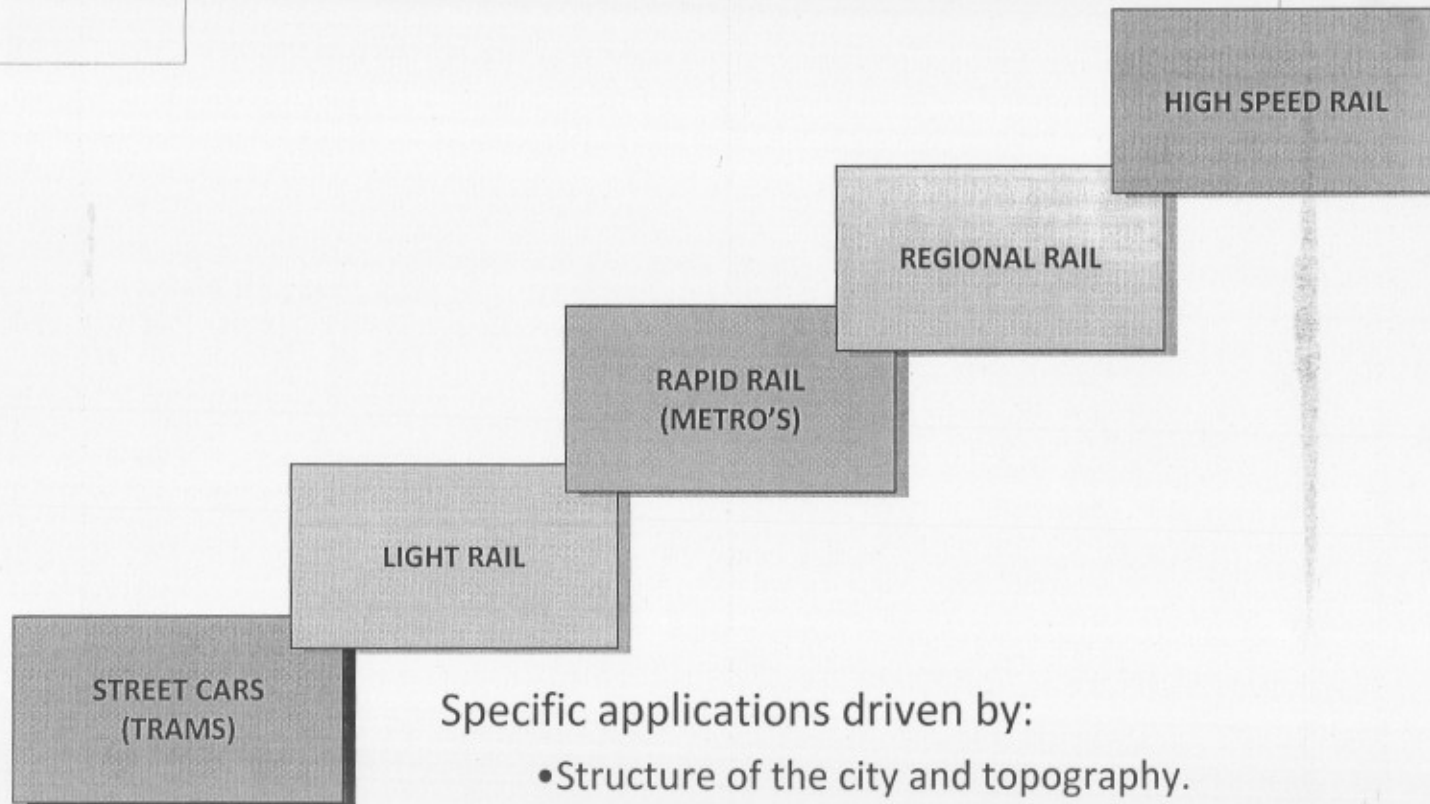 HIGH SPEED RAIL
REGIONAL RAIL
RAPID RAIL
(METRO'S)
LIGHT RAIL
STREET CARS
(TRAMS)
Specific applications driven by:
•Structure of the city and topography.